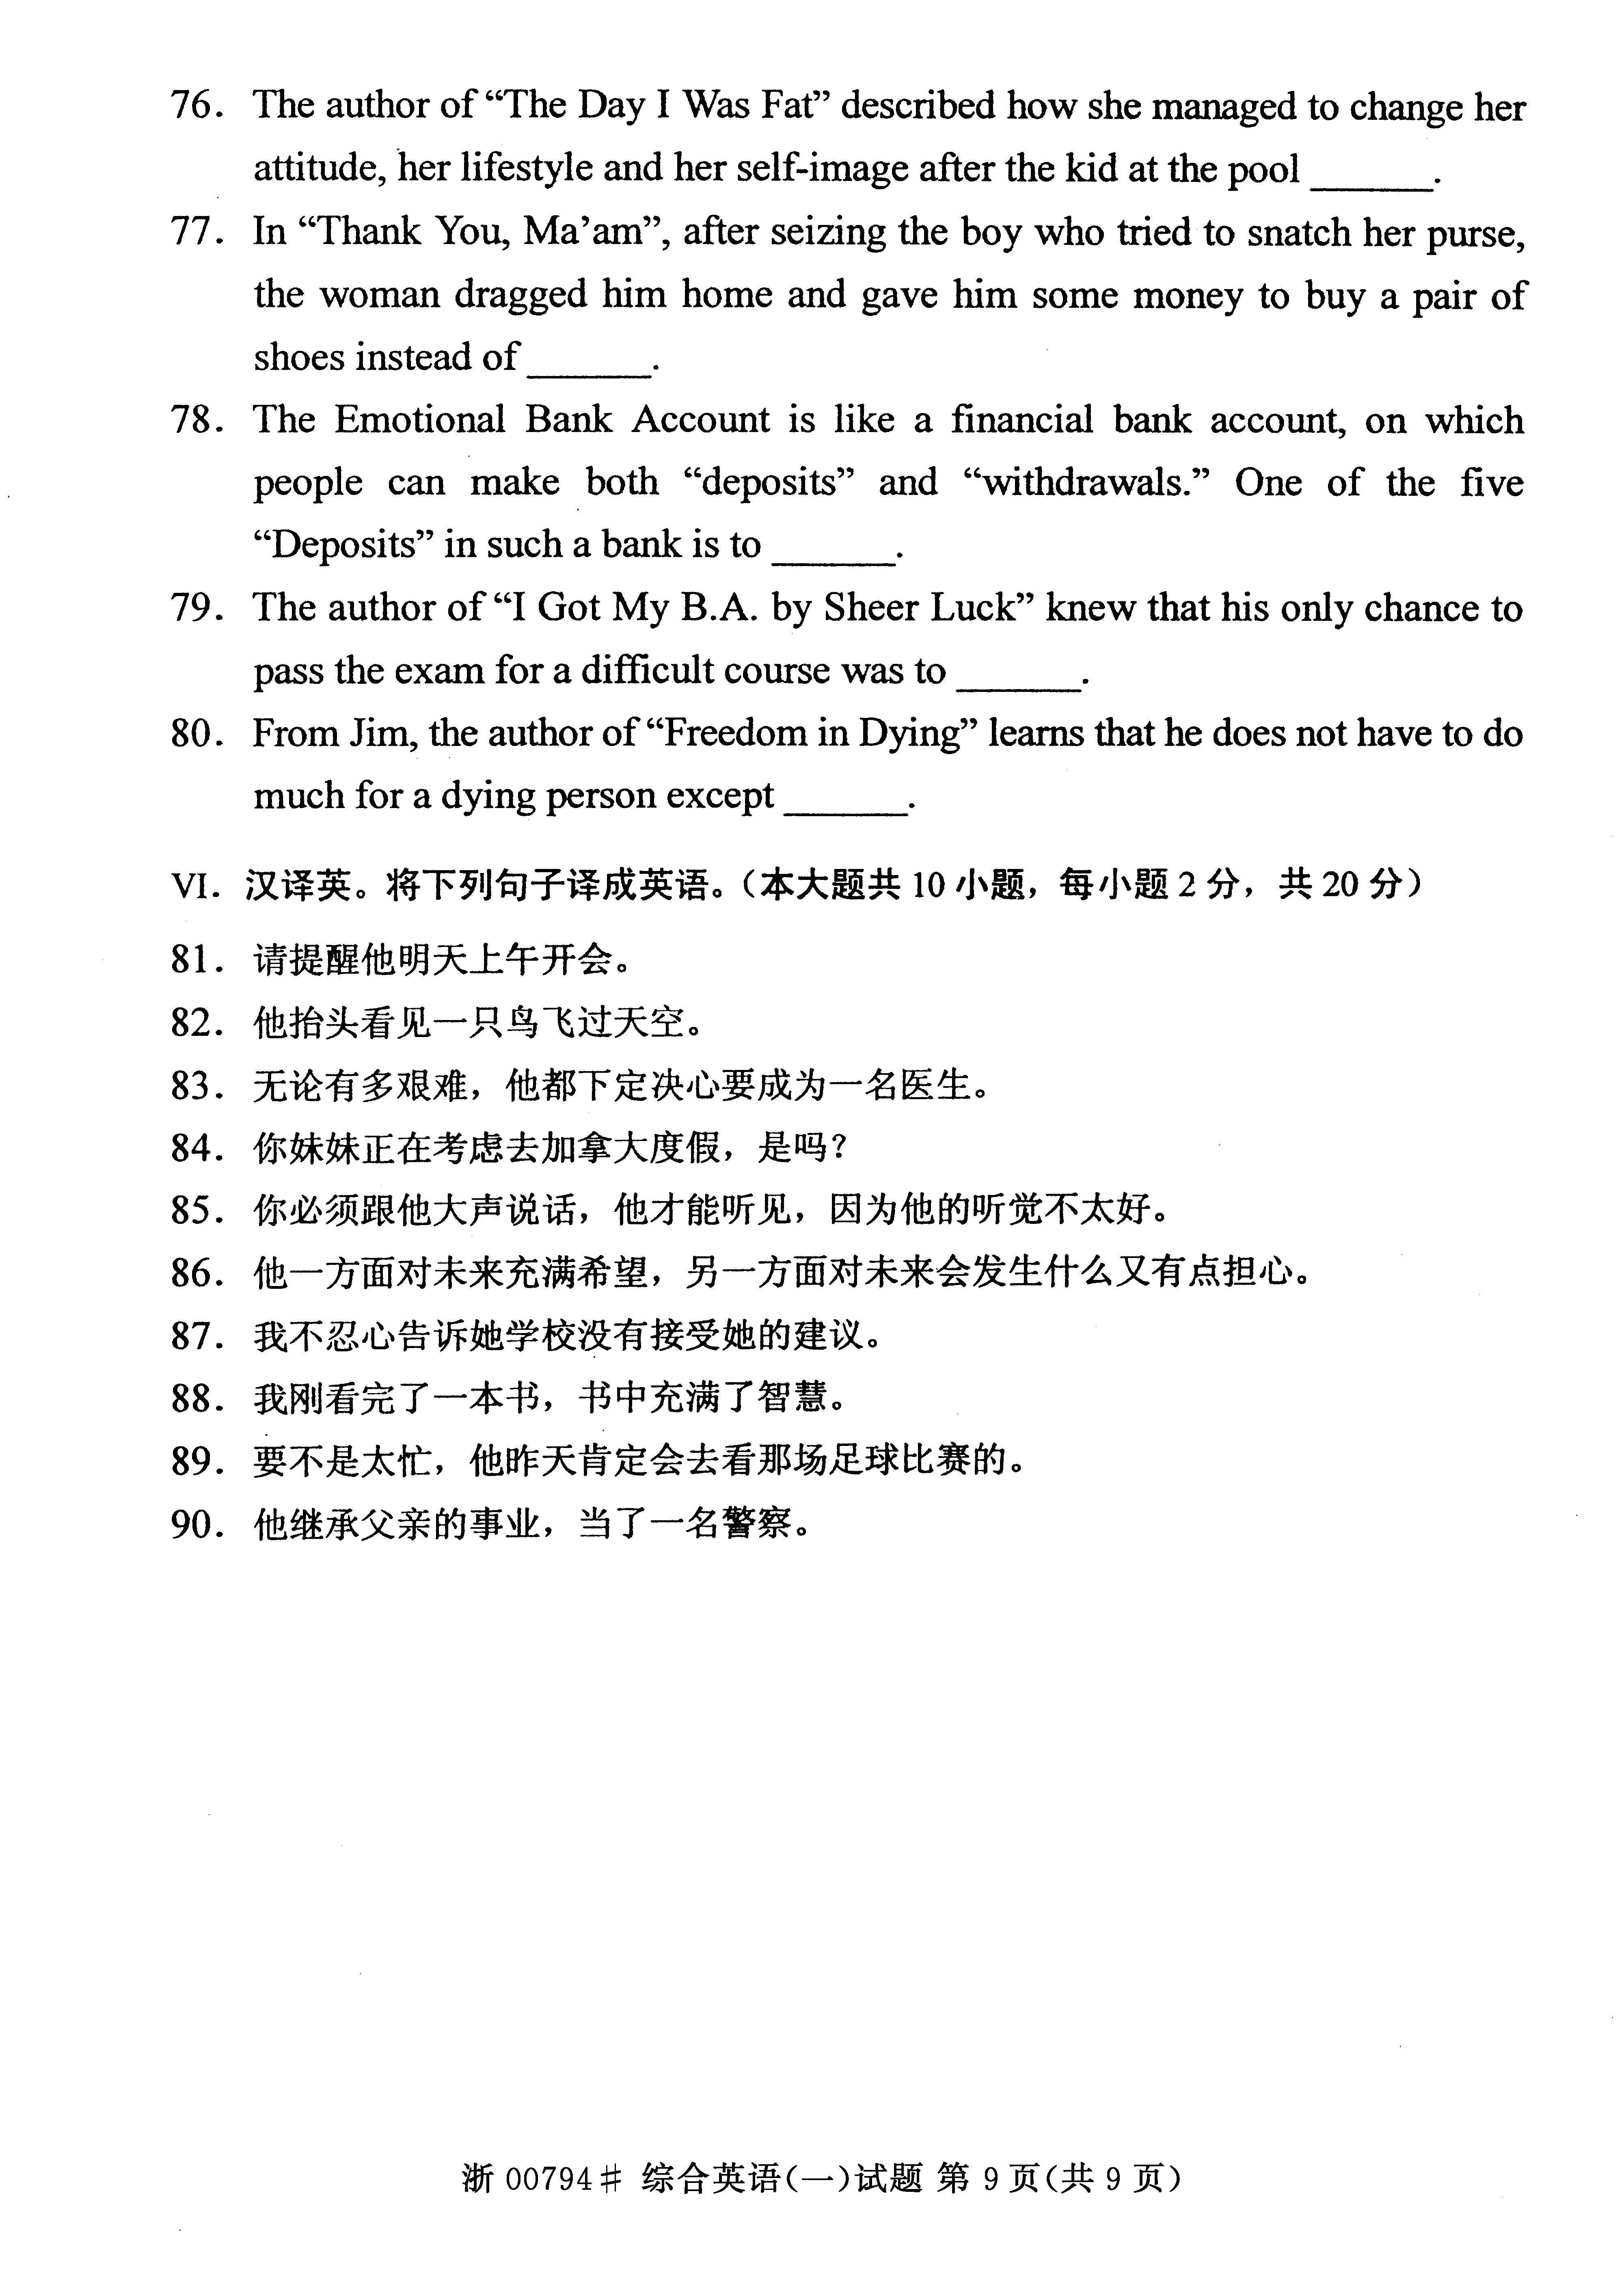 76. The author of “The Day I Was Fat” described how she managed to change her
attitude, her lifestyle and her self-image after the kid at the pool ______.
77. In “Thank You, Ma’am”, after seizing the boy who tried to snatch her purse,
the woman dragged him home and gave him some money to buy a pair of
shoes instead of ______.
78. The Emotional Bank Account is like a financial bank account, on which
people can make both “deposits” and “withdrawals.” One of the five
“Deposits” in such a bank is to ______.
79. The author of “I Got My B.A. by Sheer Luck” knew that his only chance to
pass the exam for a difficult course was to ______.
80. From Jim, the author of “Freedom in Dying” learns that he does not have to do
much for a dying person except ______.
VI. 汉译英。将下列句子译成英语。（本大题共 10 小题，每小题 2 分，共 20 分）
81. 请提醒他明天上午开会。
82. 他抬头看见一只鸟飞过天空。
83. 无论有多艰难，他都下定决心要成为一名医生。
84. 你妹妹正在考虑去加拿大度假，是吗？
85. 你必须跟他大声说话，他才能听见，因为他的听觉不太好。
86. 他一方面对未来充满希望，另一方面对未来会发生什么又有点担心。
87. 我不忍心告诉她学校没有接受她的建议。
88. 我刚看完了一本书，书中充满了智慧。
89. 要不是太忙，他昨天肯定会去看那场足球比赛的。
90. 他继承父亲的事业，当了一名警察。
浙 00794# 综合英语(一)试题 第 9 页(共 9 页)